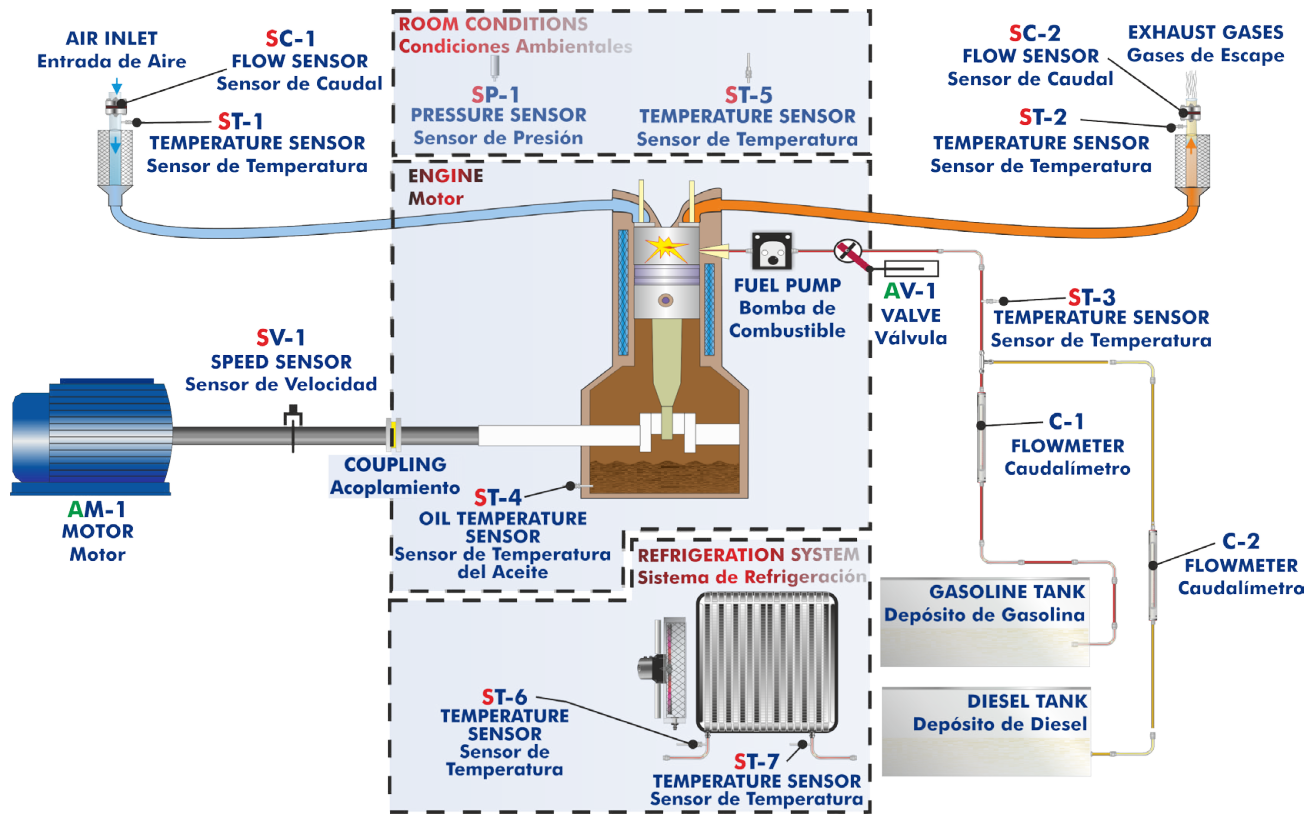 AIR INLET
Entrada de Aire
SC-1
FLOW SENSOR
Sensor de Caudal
ST-1
TEMPERATURE SENSOR
Sensor de Temperatura
ROOM CONDITIONS
Condiciones Ambientales
SP-1
PRESSURE SENSOR
Sensor de Presión
ST-5
TEMPERATURE SENSOR
Sensor de Temperatura
SC-2
FLOW SENSOR
Sensor de Caudal
EXHAUST GASES
Gases de Escape
ST-2
TEMPERATURE SENSOR
Sensor de Temperatura
ENGINE
Motor
FUEL PUMP
Bomba de
Combustible
AV-1
VALVE
Válvula
ST-3
TEMPERATURE SENSOR
Sensor de Temperatura
SV-1
SPEED SENSOR
Sensor de Velocidad
C-1
FLOWMETER
Caudalímetro
COUPLING
Acoplamiento
AM-1
MOTOR
Motor
ST-4
OIL TEMPERATURE
SENSOR
Sensor de Temperatura
del Aceite
C-2
FLOWMETER
Caudalímetro
REFRIGERATION SYSTEM
Sistema de Refrigeración
GASOLINE TANK
Depósito de Gasolina
ST-6
TEMPERATURE
SENSOR
Sensor de
Temperatura
DIESEL TANK
Depósito de Diesel
ST-7
TEMPERATURE SENSOR
Sensor de Temperatura